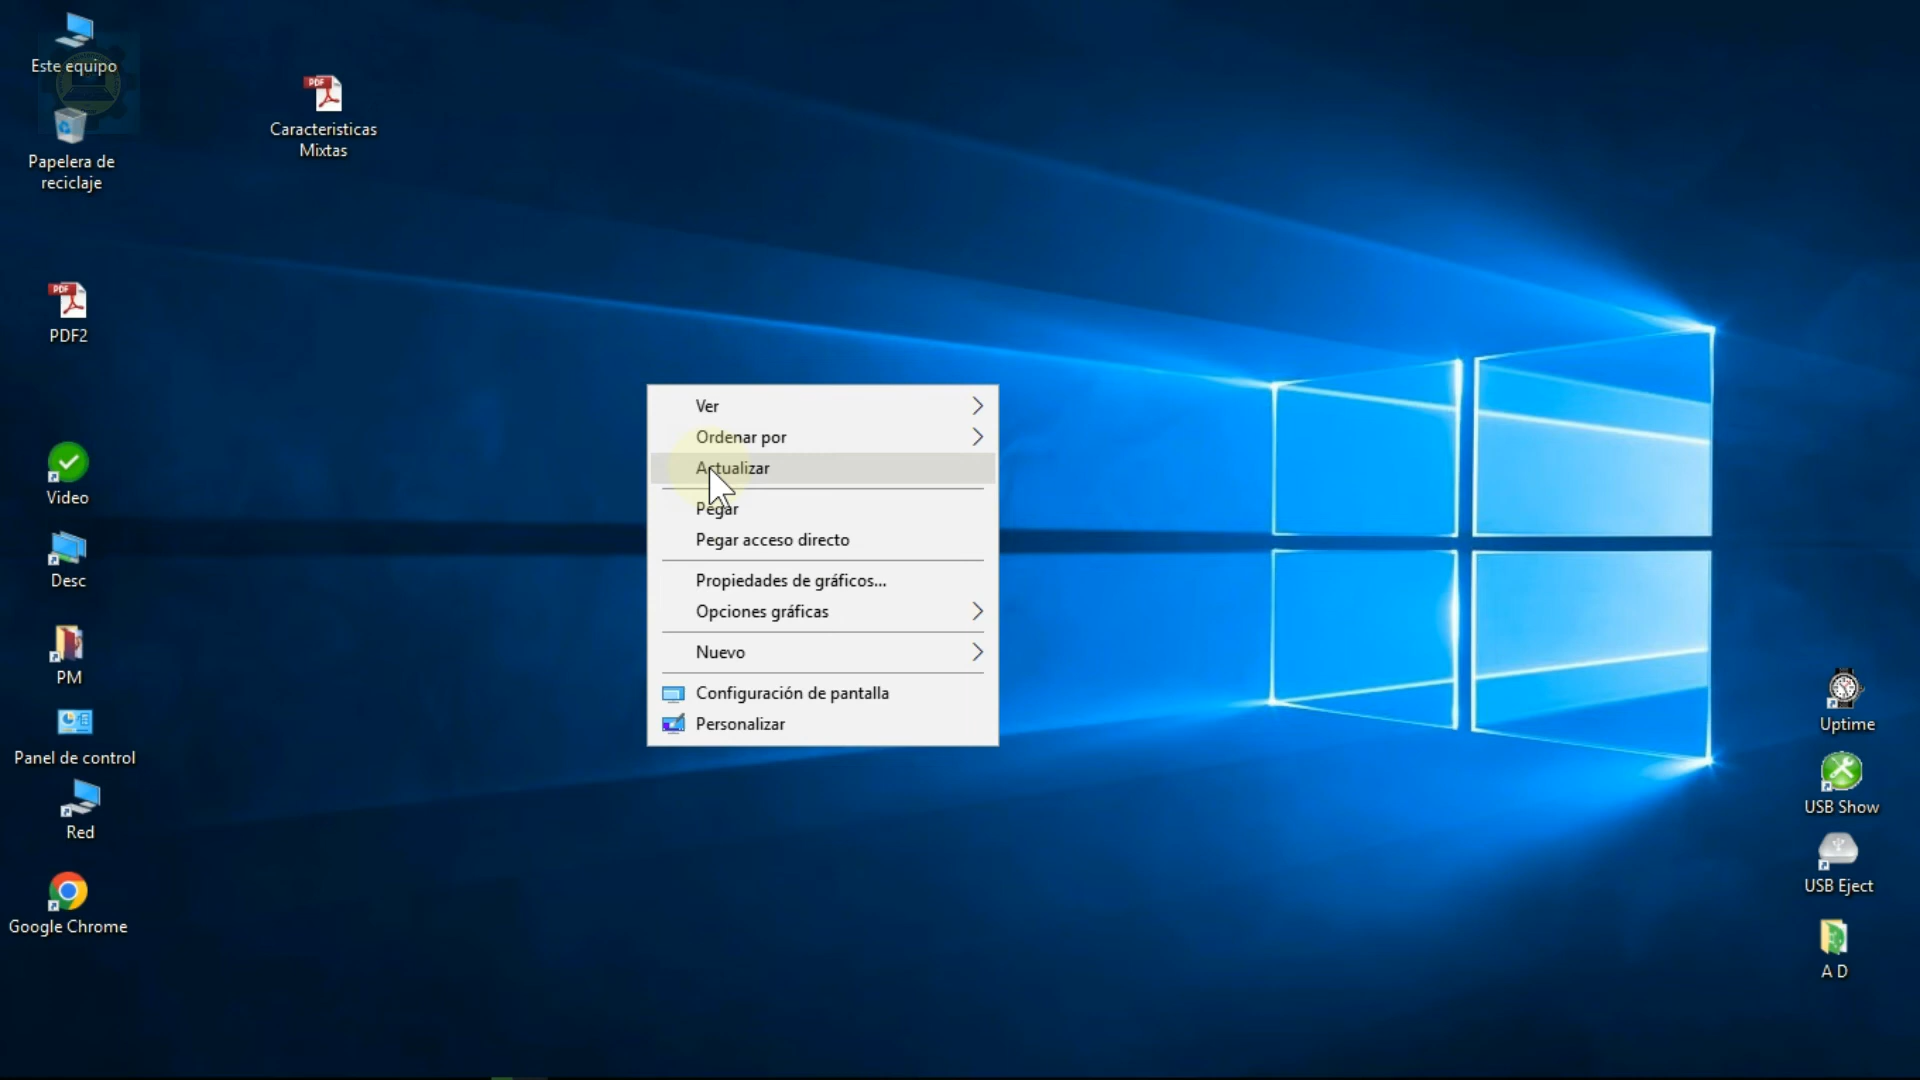 Este equipo
Papelera de
reciclaje
Caracteristicas
Mixtas
PDF2
Video
Desc
PM
Panel de control
Red
Google Chrome
Ver
Ordenar por
Actualizar
Pegar
Pegar acceso directo
Propiedades de gráficos...
Opciones gráficas
Nuevo
Configuración de pantalla
Personalizar
Uptime
USB Show
USB Eject
A D
PDF
PDF